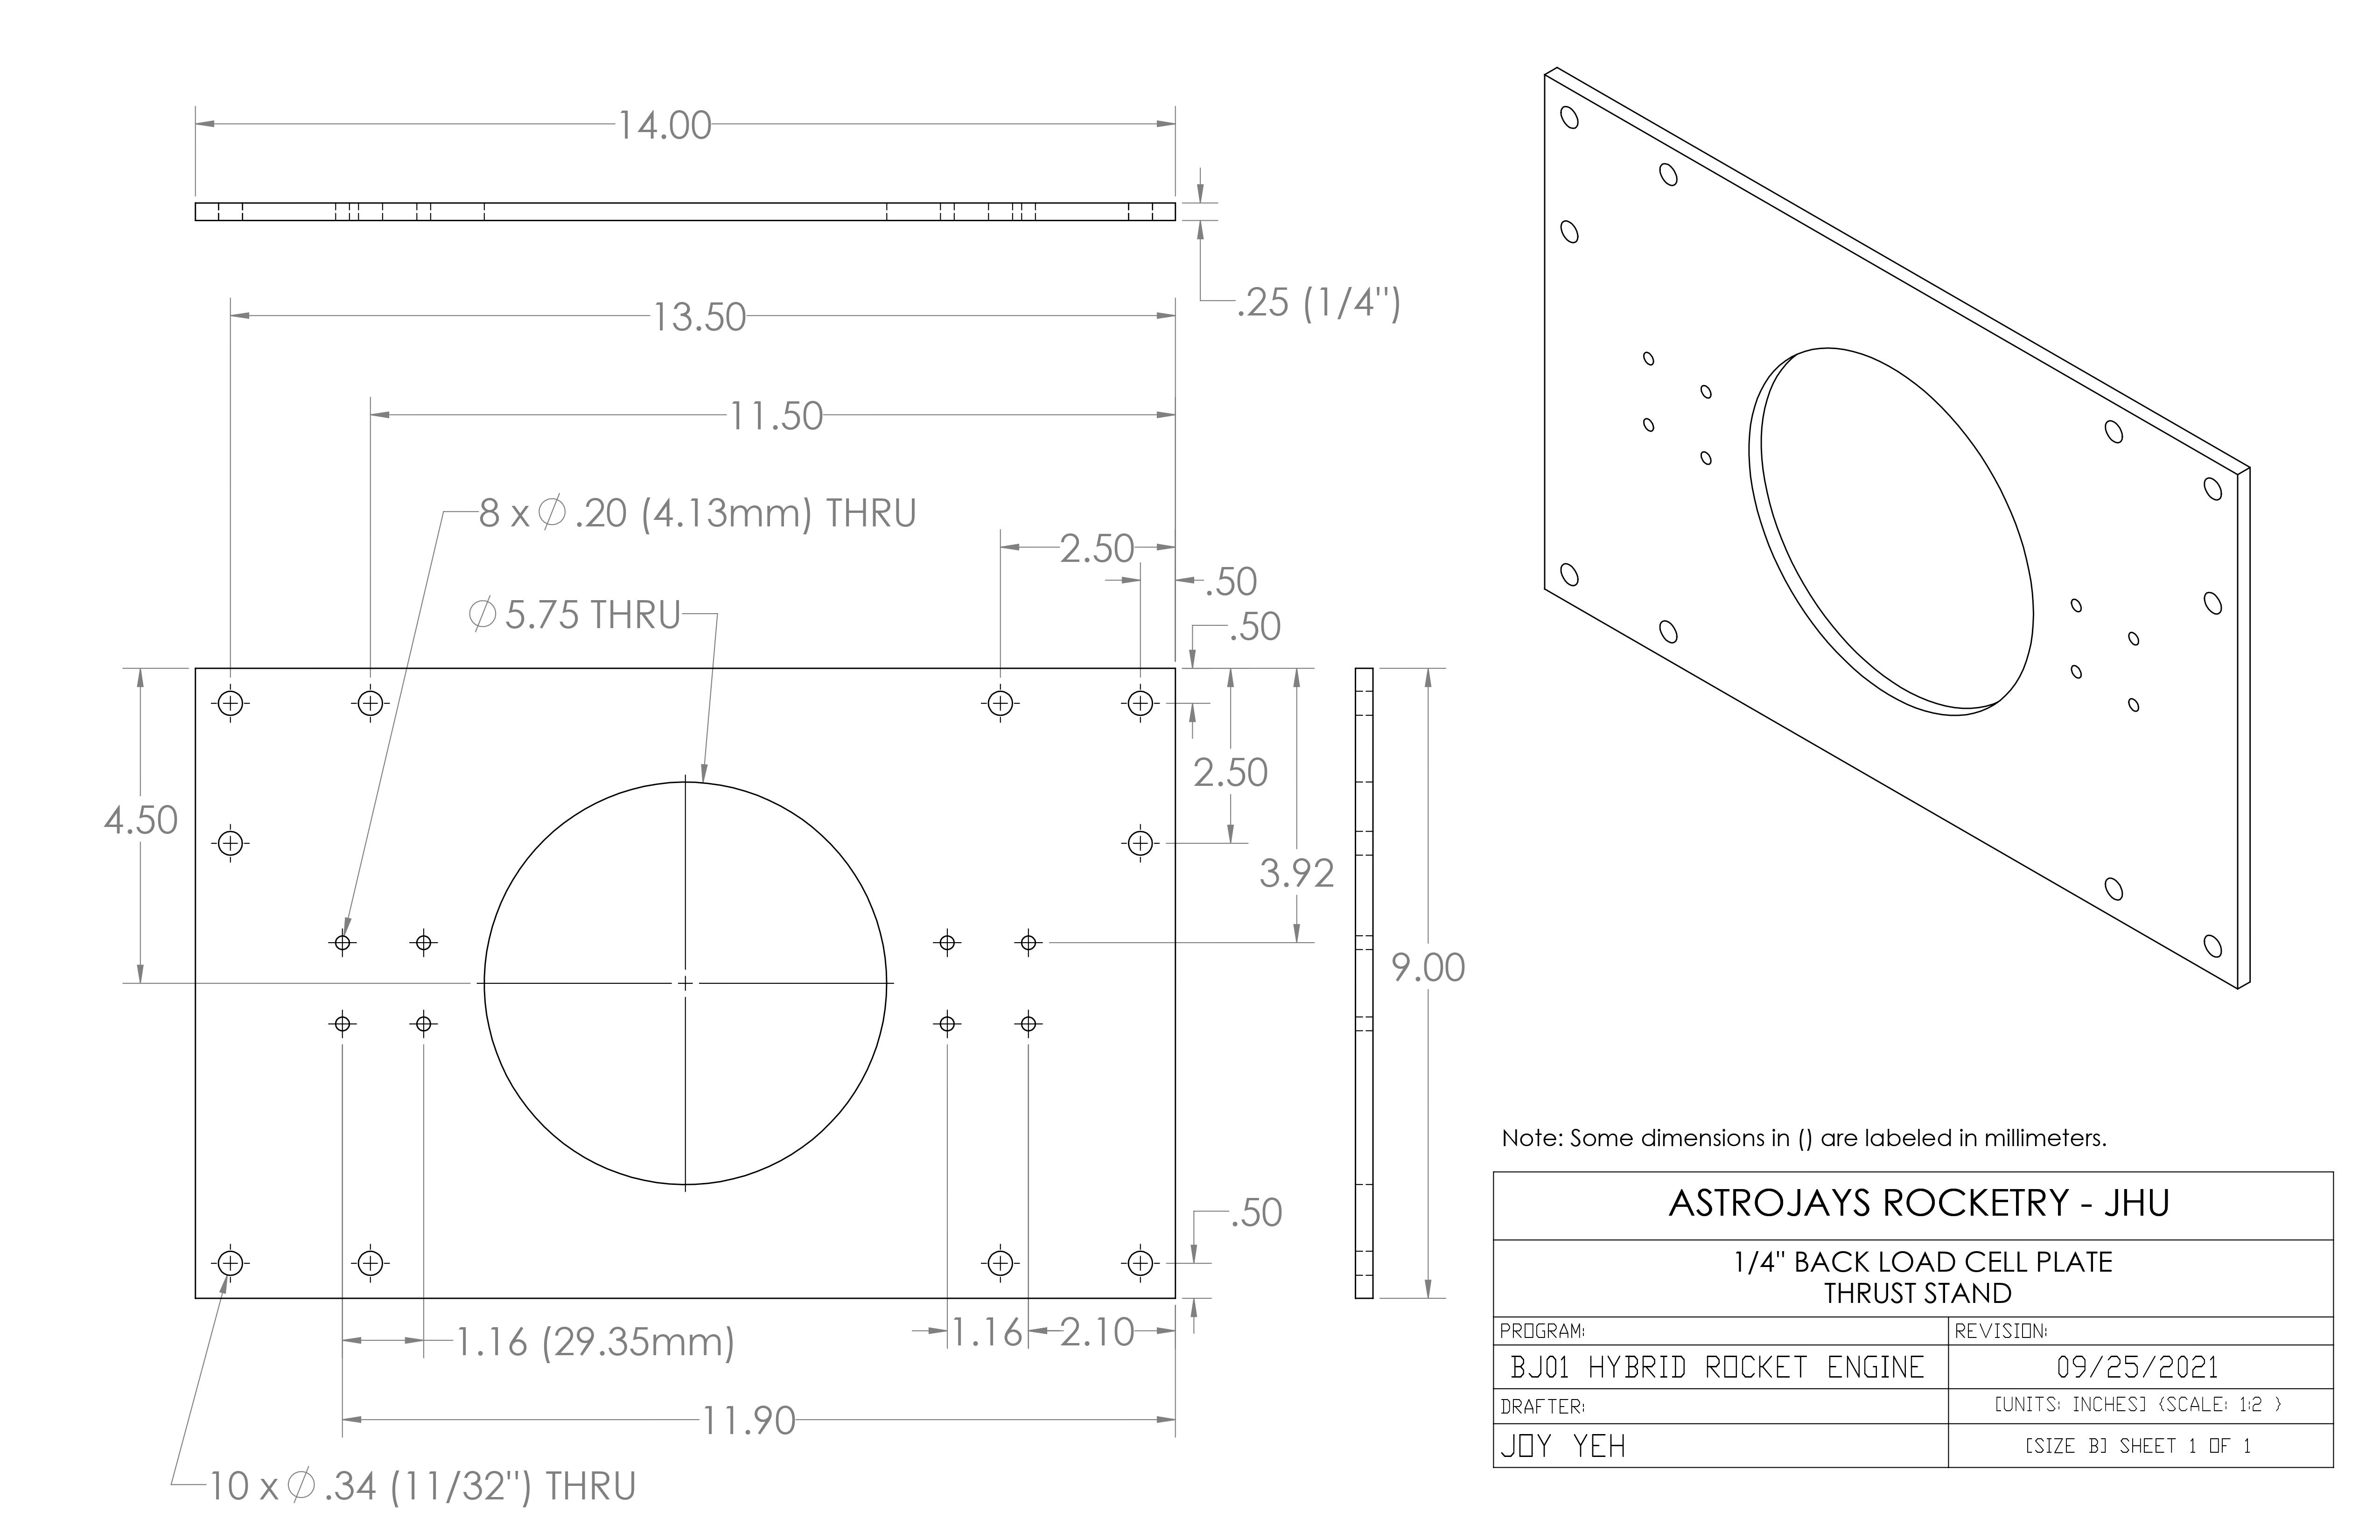 14.00
.25 (1/4")
13.50
11.50
8 x Ø .20 (4.13mm) THRU
2.50
.50
Ø 5.75 THRU
.50
2.50
4.50
3.92
9.00
.50
1.16 (29.35mm)
1.16
2.10
11.90
10 x Ø .34 (11/32") THRU
Note: Some dimensions in () are labeled in millimeters.
ASTROJAYS ROCKETRY - JHU
1/4" BACK LOAD CELL PLATE
THRUST STAND
PROGRAM:
REVISION:
BJ01 HYBRID ROCKET ENGINE
09/25/2021
DRAFTER:
[UNITS: INCHES] (SCALE: 1:2 )
JOY YEH
[SIZE B] SHEET 1 OF 1